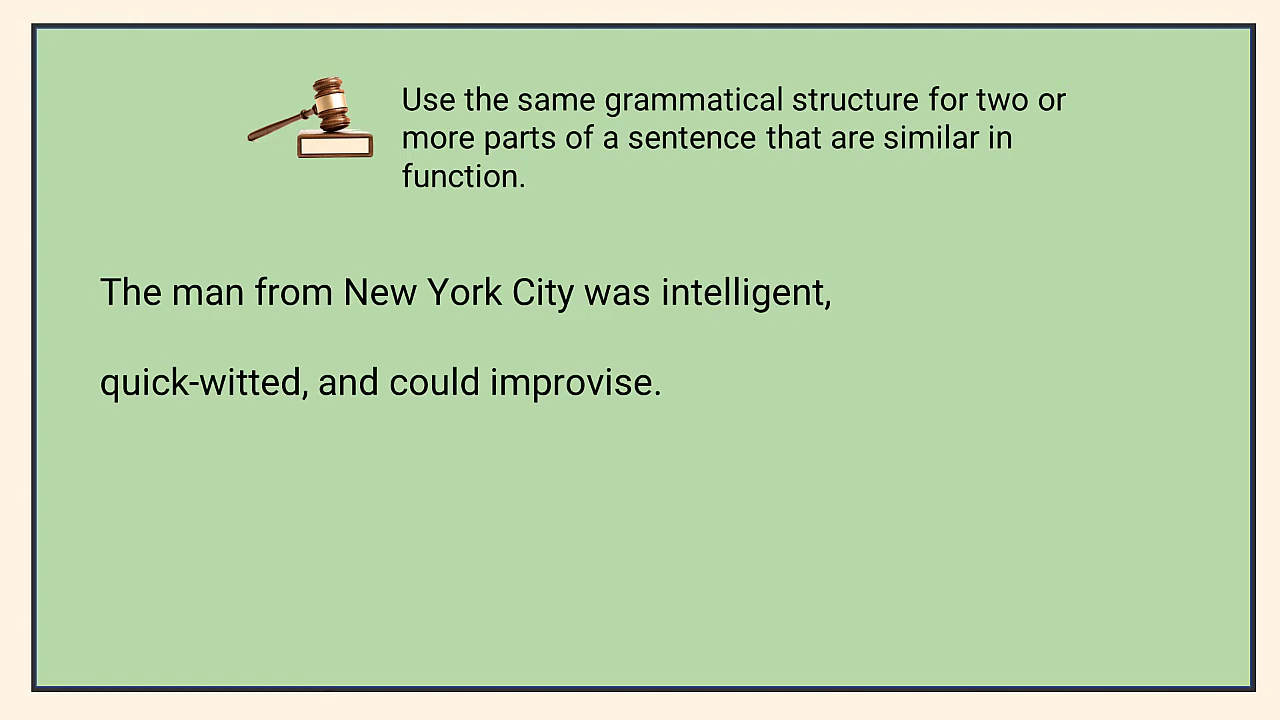 Use the same grammatical structure for two or
more parts of a sentence that are similar in
function.
The man from New York City was intelligent,
quick-witted, and could improvise.